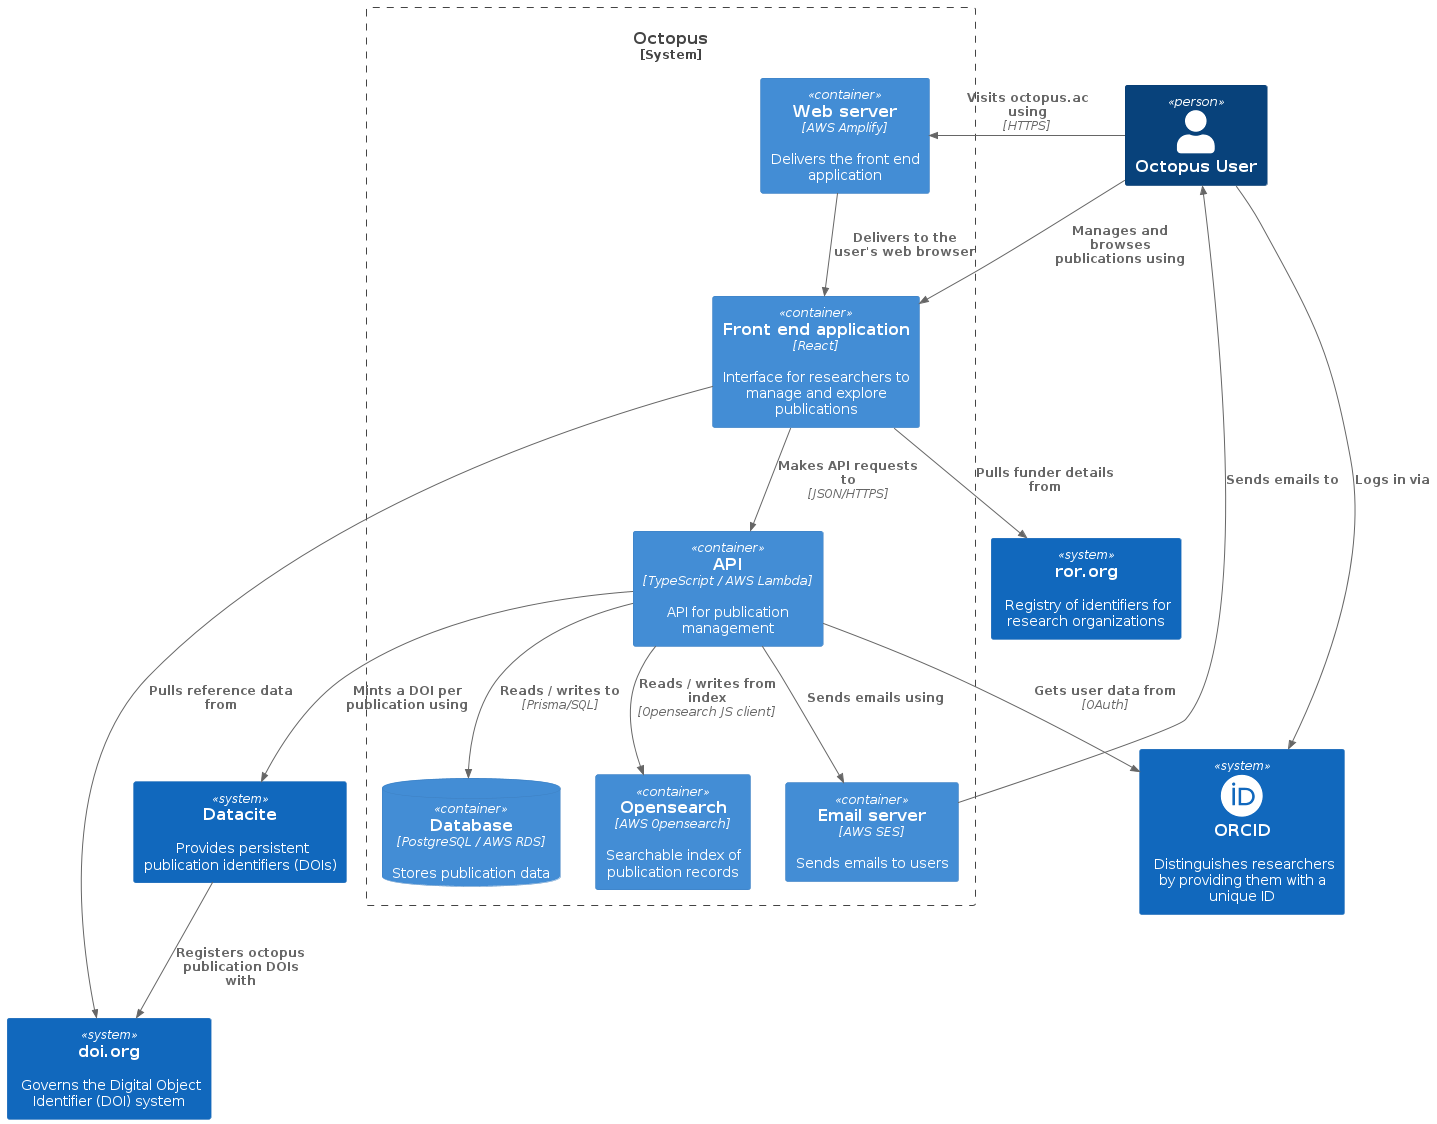 Octopus
[System]
«container»
Web server
[AWS Amplify]
Delivers the front end
application
Visits octopus.ac
using
[HTTPS]
«person»
Octopus User
Delivers to the
user's web browser
Manages and
browses
publications using
«container»
Front end application
[React]
Interface for researchers to
manage and explore
publications
Makes API requests
to
[JSON/HTTPS]
Pulls funder details
from
Sends emails to
Logs in via
«container»
API
[TypeScript / AWS Lambda]
API for publication
management
«system»
ror.org
Registry of identifiers for
research organizations
Pulls reference data
from
Mints a DOI per
publication using
Reads / writes to
[Prisma/SQL]
Reads / writes from
index
[Opensearch JS client]
Sends emails using
Gets user data from
[OAuth]
«system»
Datacite
Provides persistent
publication identifiers (DOIs)
«container»
Database
[PostgreSQL / AWS RDS]
Stores publication data
«container»
Opensearch
[AWS Opensearch]
Searchable index of
publication records
«container»
Email server
[AWS SES]
Sends emails to users
«system»
iD
ORCID
Distinguishes researchers
by providing them with a
unique ID
Registers octopus
publication DOIs
with
«system»
doi.org
Governs the Digital Object
Identifier (DOI) system